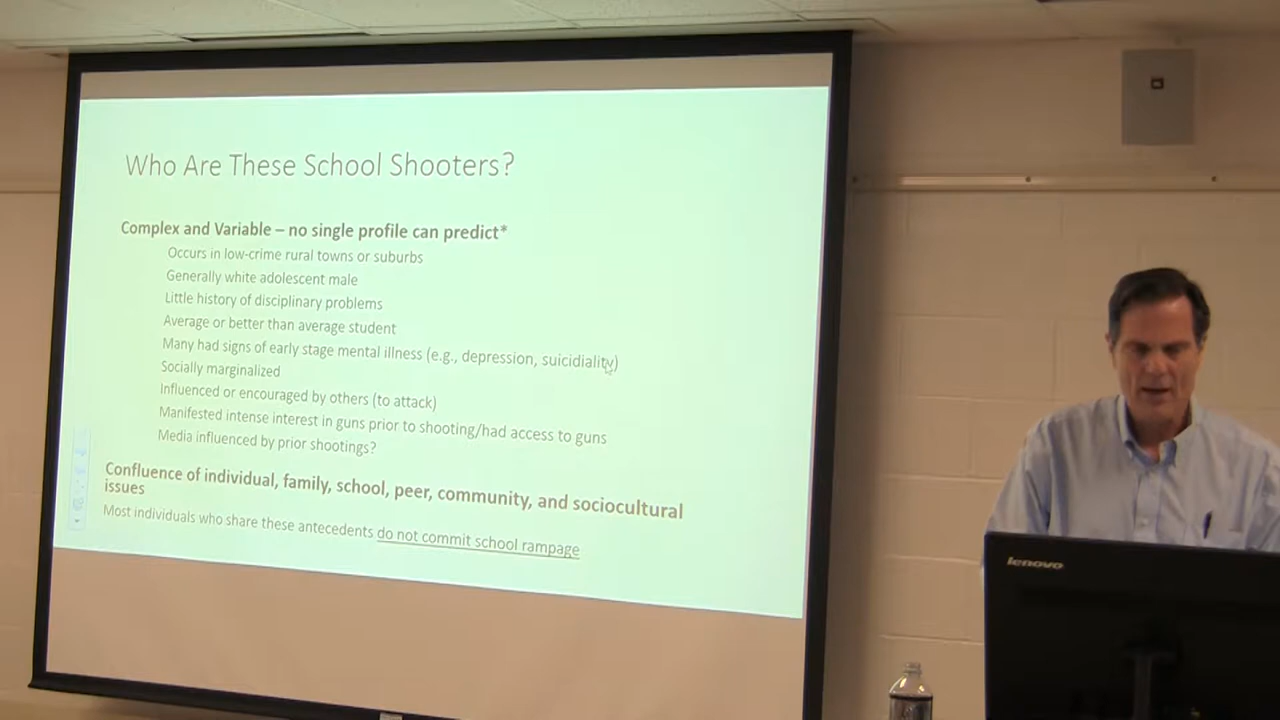 Who Are These School Shooters?
Complex and Variable – no single profile can predict*
Occurs in low-crime rural towns or suburbs
Generally white adolescent male
Little history of disciplinary problems
Average or better than average student
Many had signs of early stage mental illness (e.g., depression, suicidiality)
Socially marginalized
Influenced or encouraged by others (to attack)
Manifested intense interest in guns prior to shooting/had access to guns
Media influenced by prior shootings?
Confluence of individual, family, school, peer, community, and sociocultural
issues
Most individuals who share these antecedents do not commit school rampage
lenovo